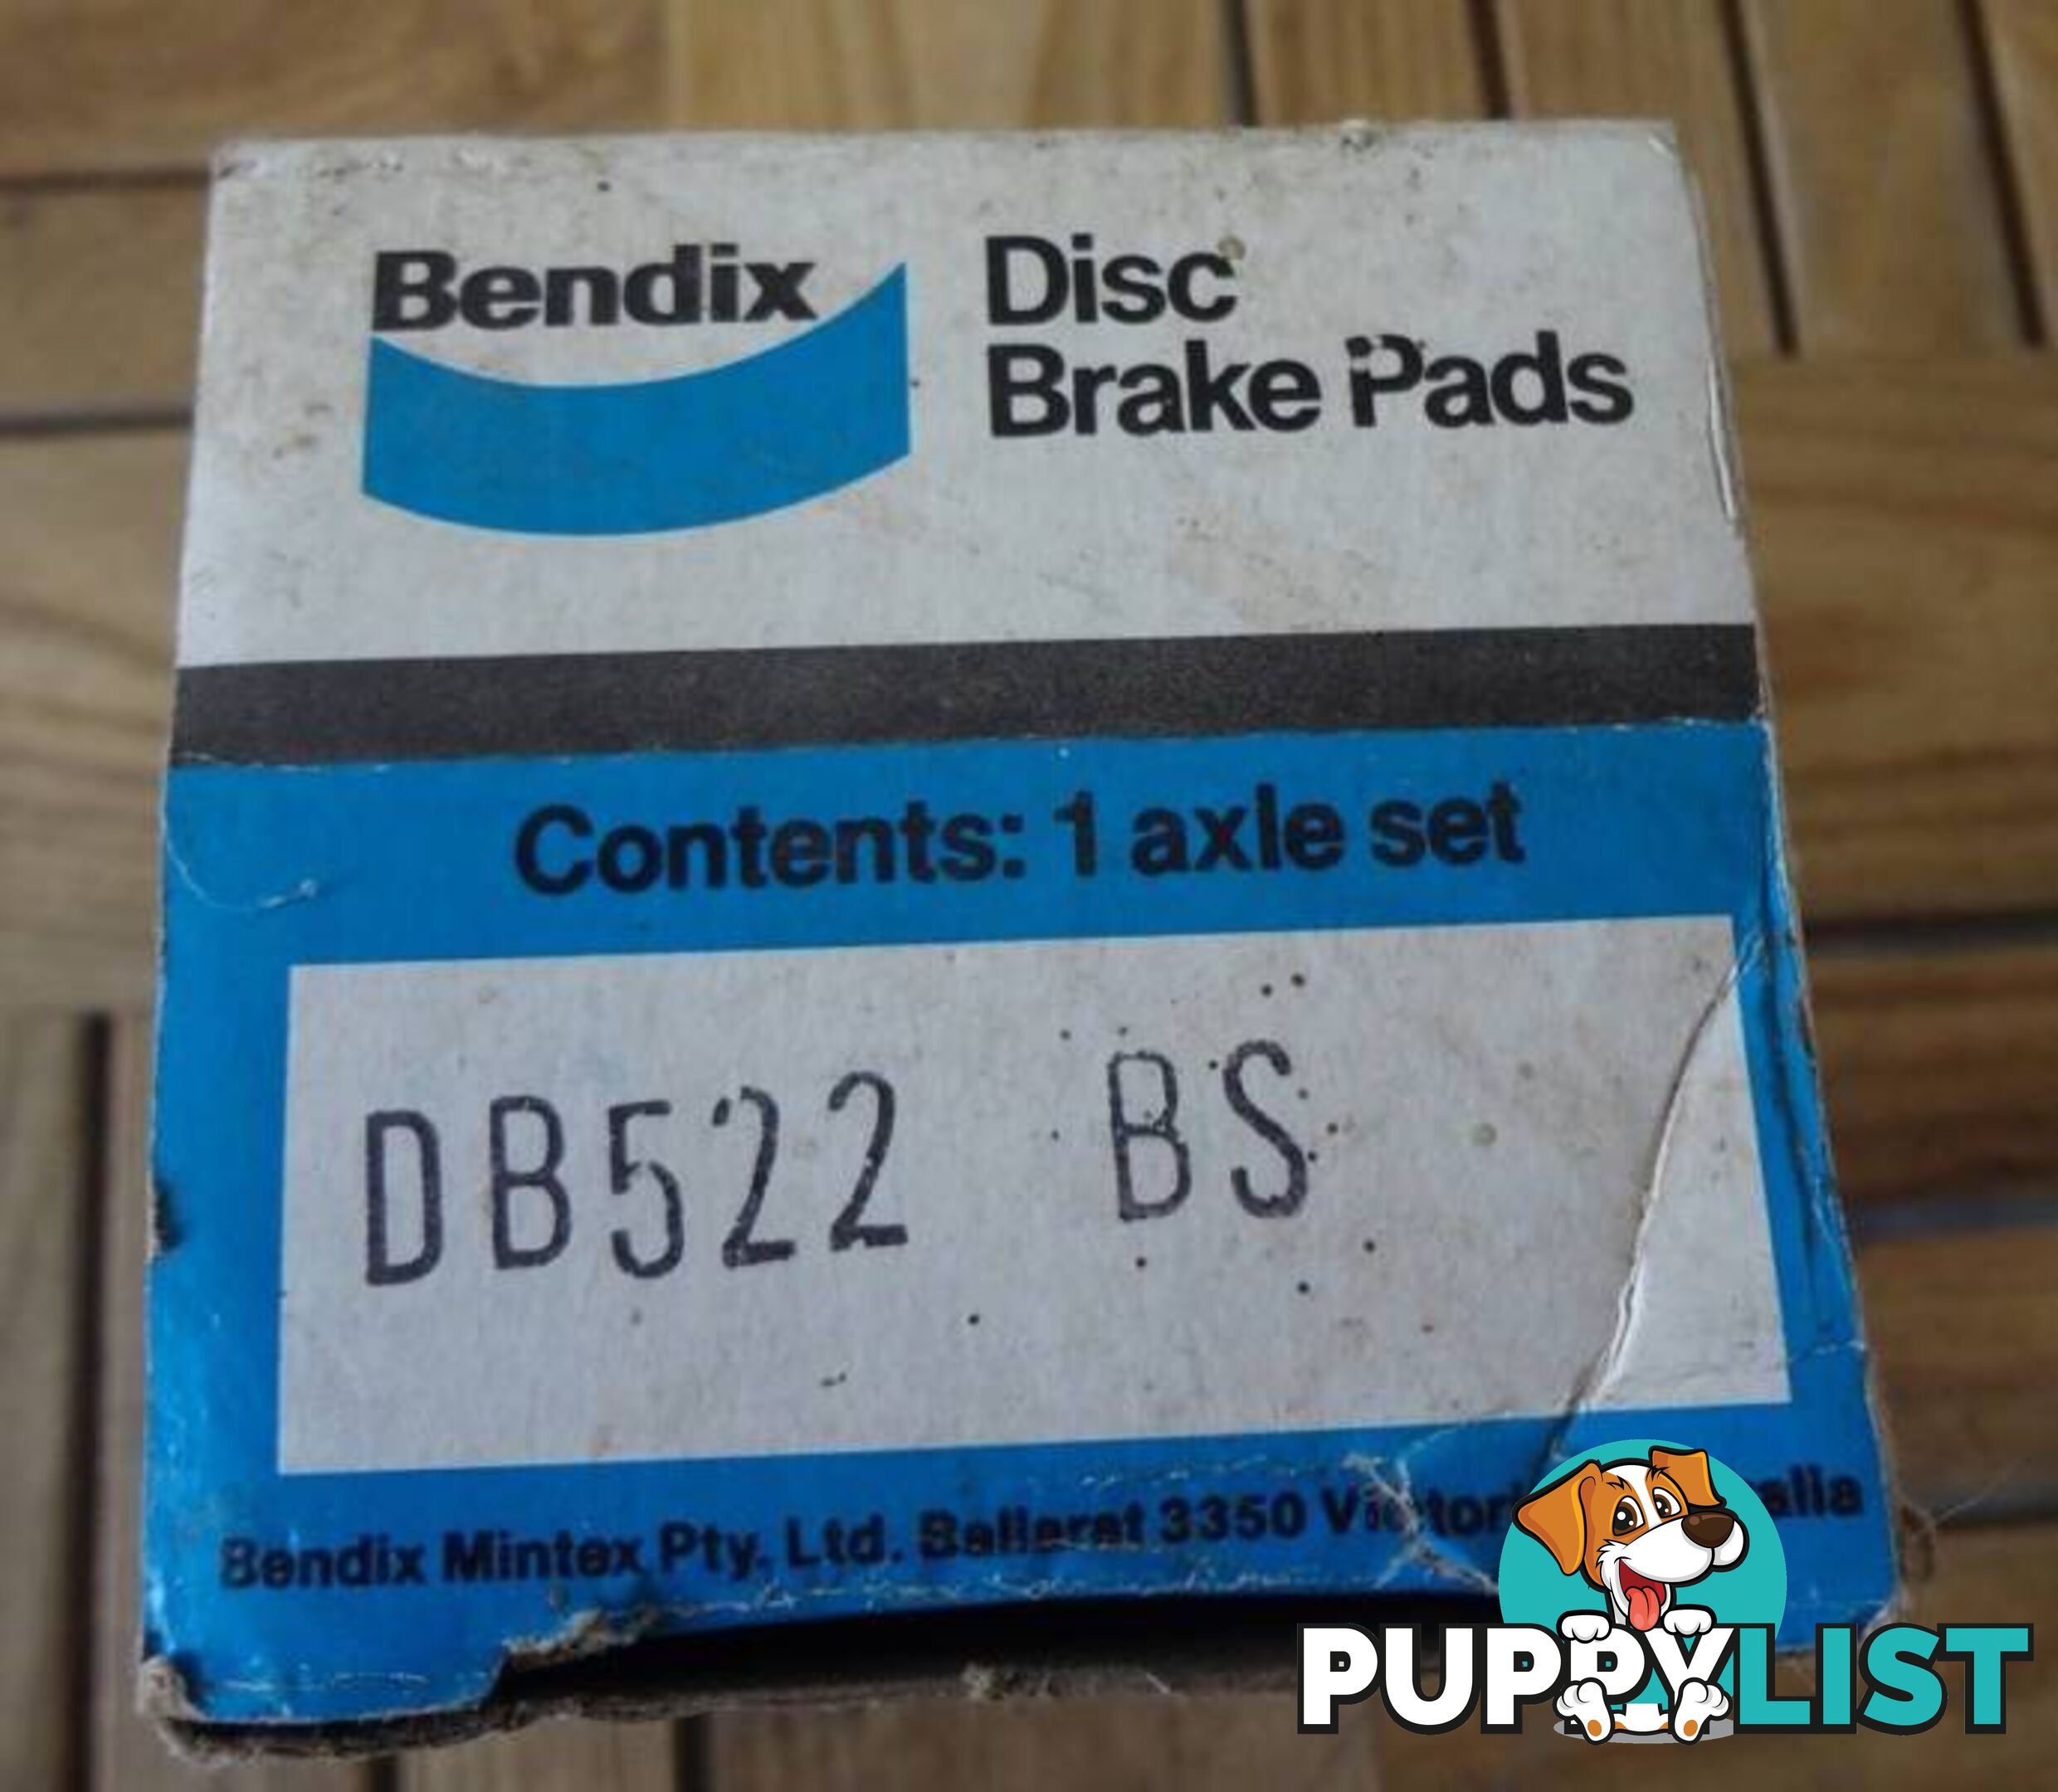 Bendix
Disc
Brake Pads
Contents: 1 axle set
DB522 BS
Bendix Mintex Pty. Ltd. Ballarat 3350
PUPPYLIST